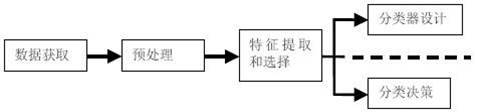 数据获取
预处理
特征提取
和选择
分类器设计
分类决策